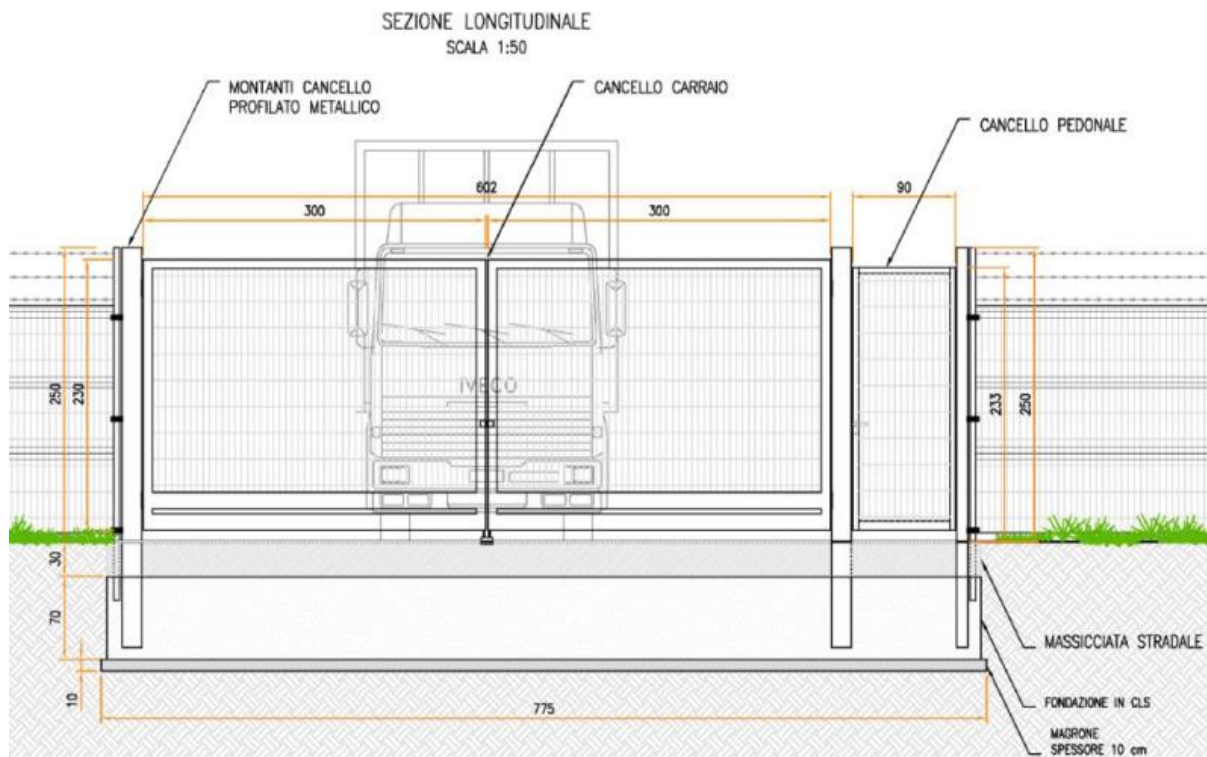 SEZIONE LONGITUDINALE
SCALA 1:50
MONTANTI CANCELLO
PROFILATO METALLICO
CANCELLO CARRAIO
CANCELLO PEDONALE
602
90
300
300
250
230
IVECO
233
250
30
70
10
775
MASSICCIATA STRADALE
FONDAZIONE IN CLS
MAGRONE
SPESSORE 10 cm